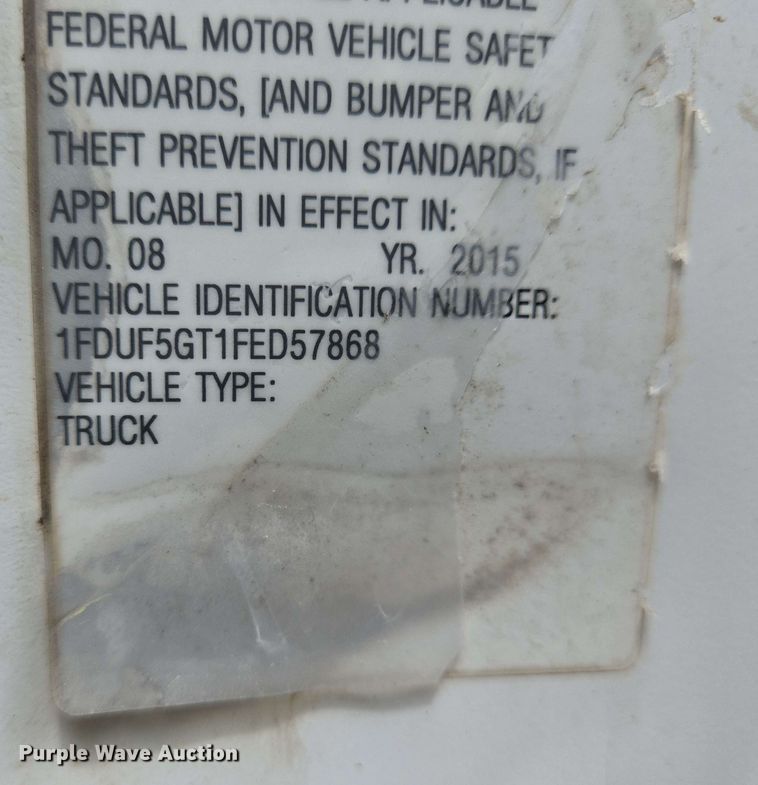 APPLICABLE
FEDERAL MOTOR VEHICLE SAFET
STANDARDS, [AND BUMPER AND
THEFT PREVENTION STANDARDS, IF
APPLICABLE] IN EFFECT IN:
MO. 08 YR. 2015
VEHICLE IDENTIFICATION NUMBER:
1FDUF5GT1FED57868
VEHICLE TYPE:
TRUCK
Purple Wave Auction